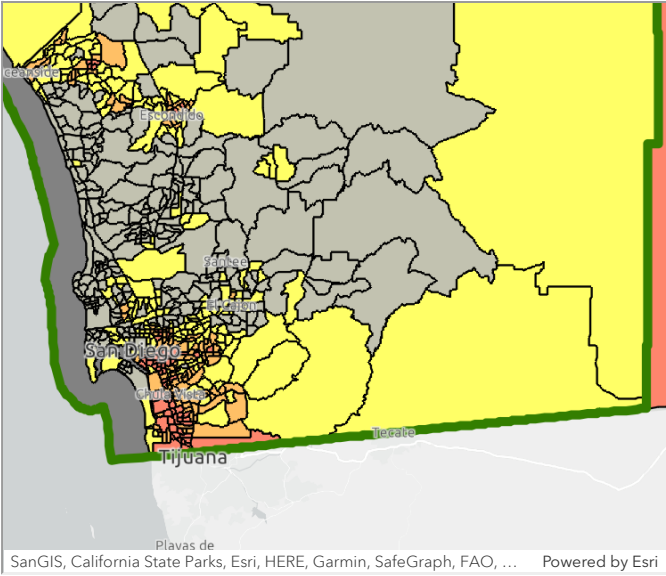 ceanside
Escondido
Santee
El Cajon
San Diego
Chula Vista
Tecate
Tijuana
Playas de
SanGIS, California State Parks, Esri, HERE, Garmin, SafeGraph, FAO, ... Powered by Esri